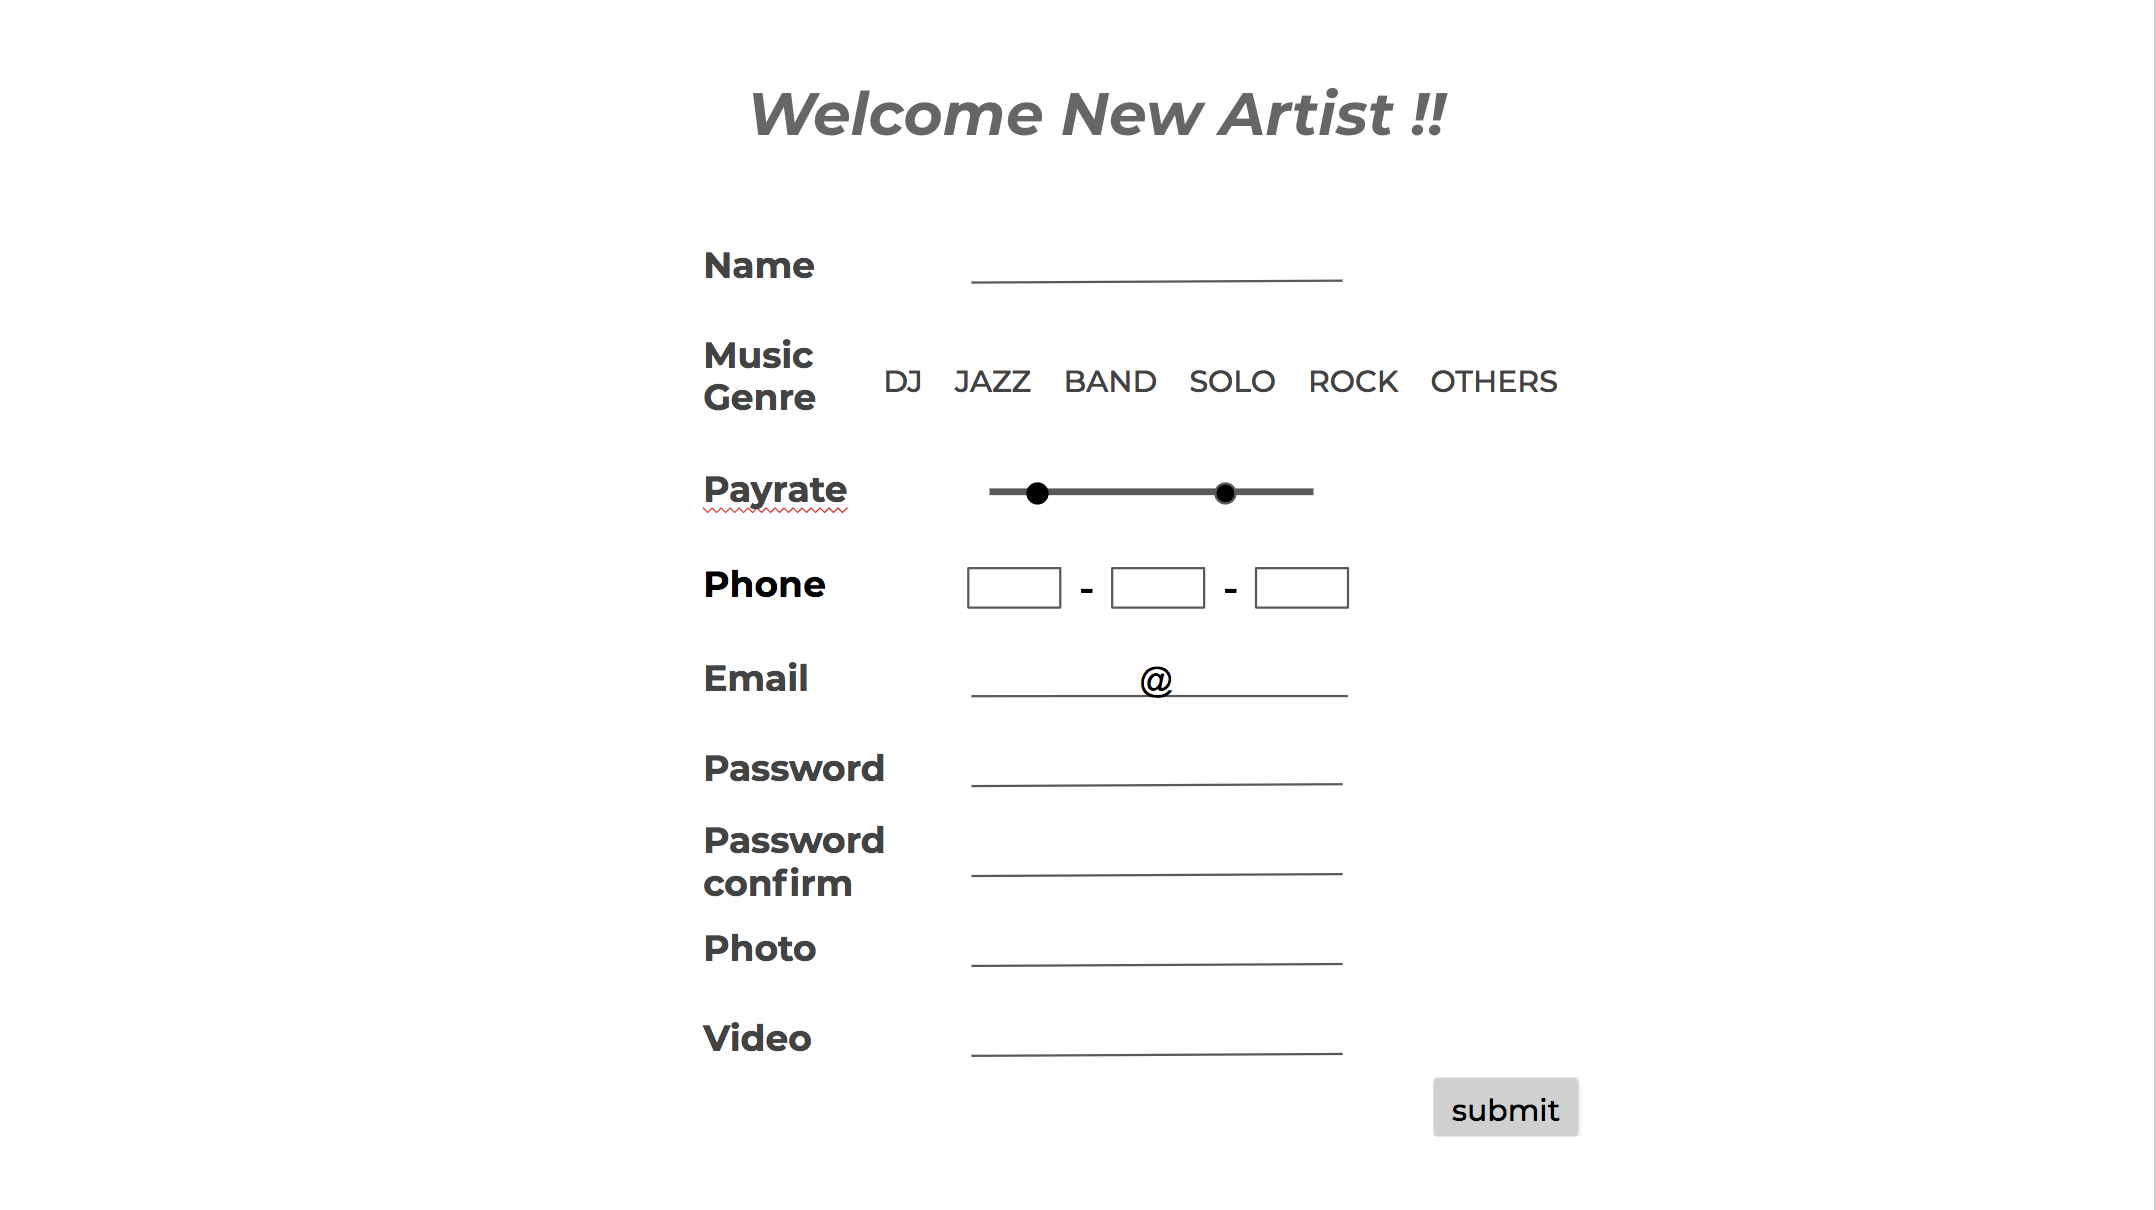 Welcome New Artist !!
Name
Music
Genre
DJ JAZZ BAND SOLO ROCK OTHERS
Payrate
Phone - -
Email @
Password
Password
confirm
Photo
Video
submit